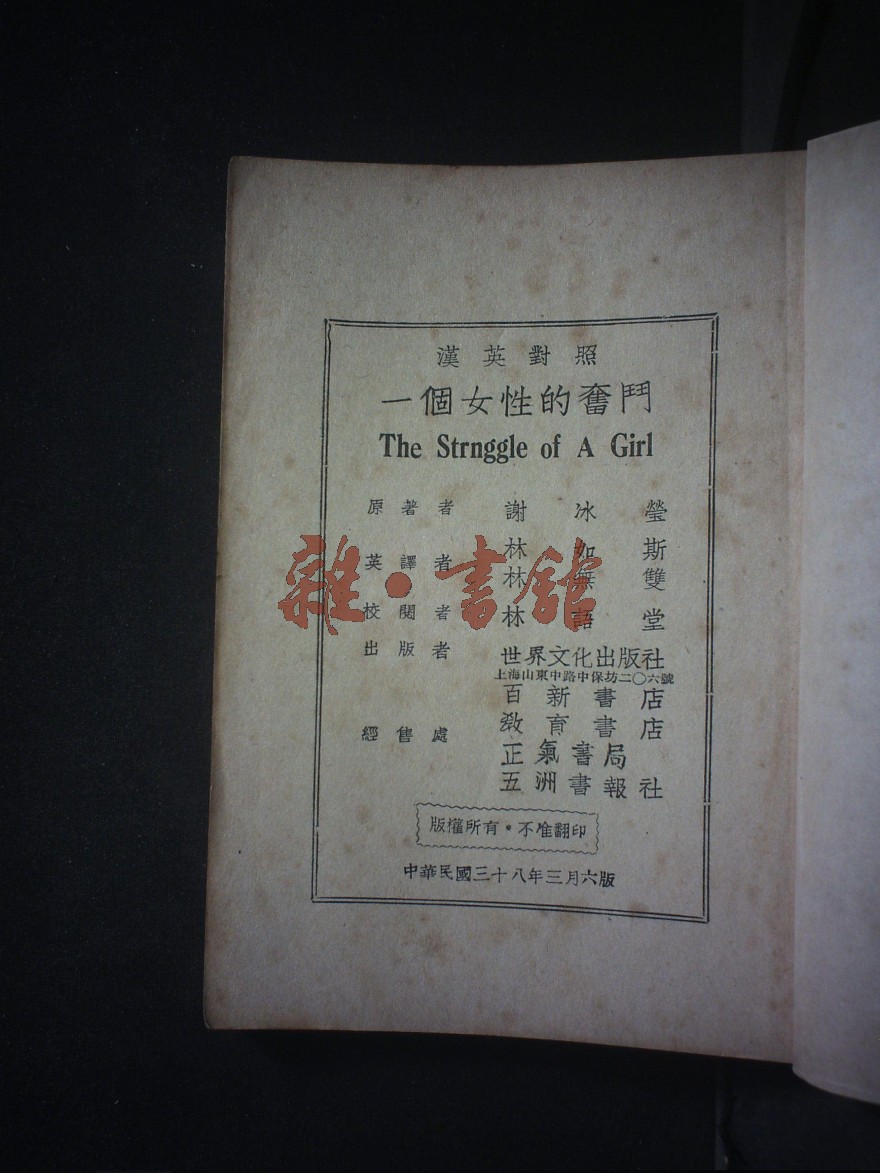 漢英對照
一個女性的奮鬥
The Strnggle of A Girl
原著者 謝冰瑩
英譯者 林如斯
林無雙
校閱者 林語堂
出版者 世界文化出版社
上海山東中路中保坊二〇六號
經售處 百新書店
教育書店
正氣書局
五洲書報社
版權所有·不准翻印
中華民國三十八年三月六版
雜·書館